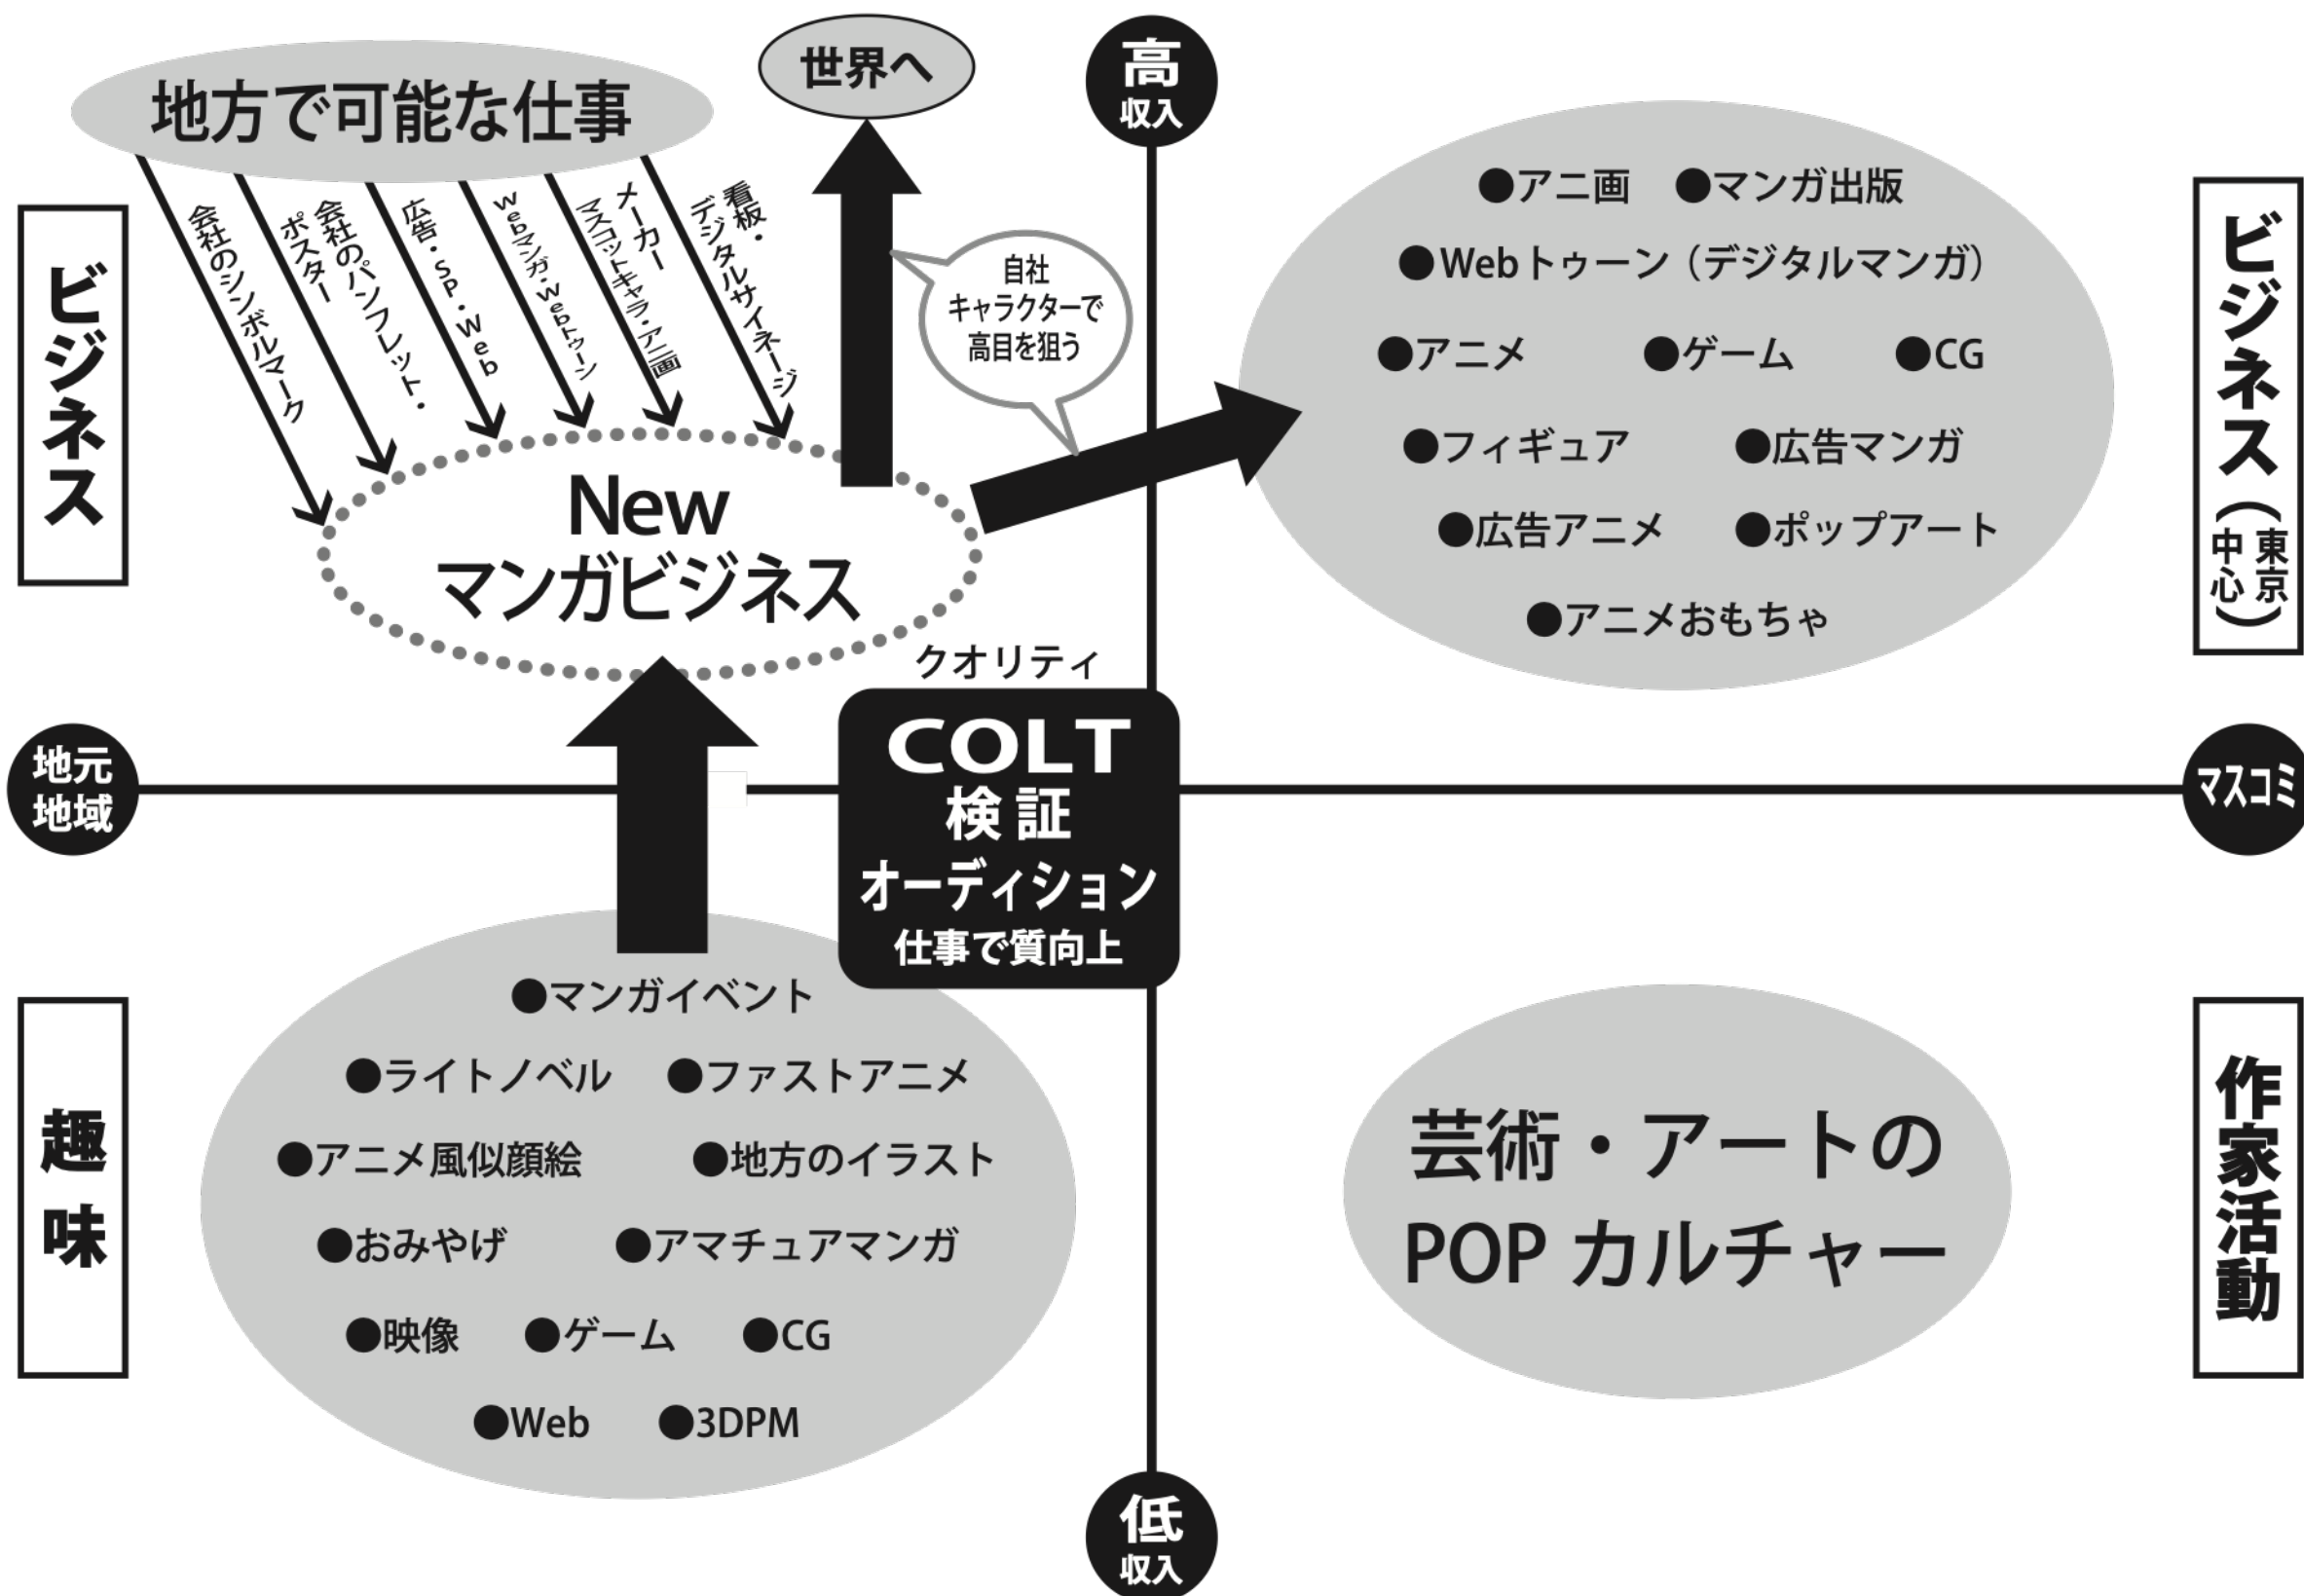 地方で可能な仕事
世界へ
高
収入
ビジネス
会社のシンボルマーク
会社のパンフレット・
ポスター
広告・SP・Web
Webマンガ・Webトゥーン
メーカー
マスコットキャラ・アニ画
看板・
デジタルサイネージ
自社
キャラクターで
高目を狙う
New
マンガビジネス
●アニ画 ●マンガ出版
●Webトゥーン（デジタルマンガ）
●アニメ ●ゲーム ●CG
●フィギュア ●広告マンガ
●広告アニメ ●ポップアート
●アニメおもちゃ
ビジネス（東京中心）
クオリティ
COLT
検証
オーディション
仕事で質向上
地元
地域
マスコミ
趣味
●マンガイベント
●ライトノベル ●ファストアニメ
●アニメ風似顔絵 ●地方のイラスト
●おみやげ ●アマチュアマンガ
●映像 ●ゲーム ●CG
●Web ●3DPM
芸術・アートの
POPカルチャー
作家活動
低
収入